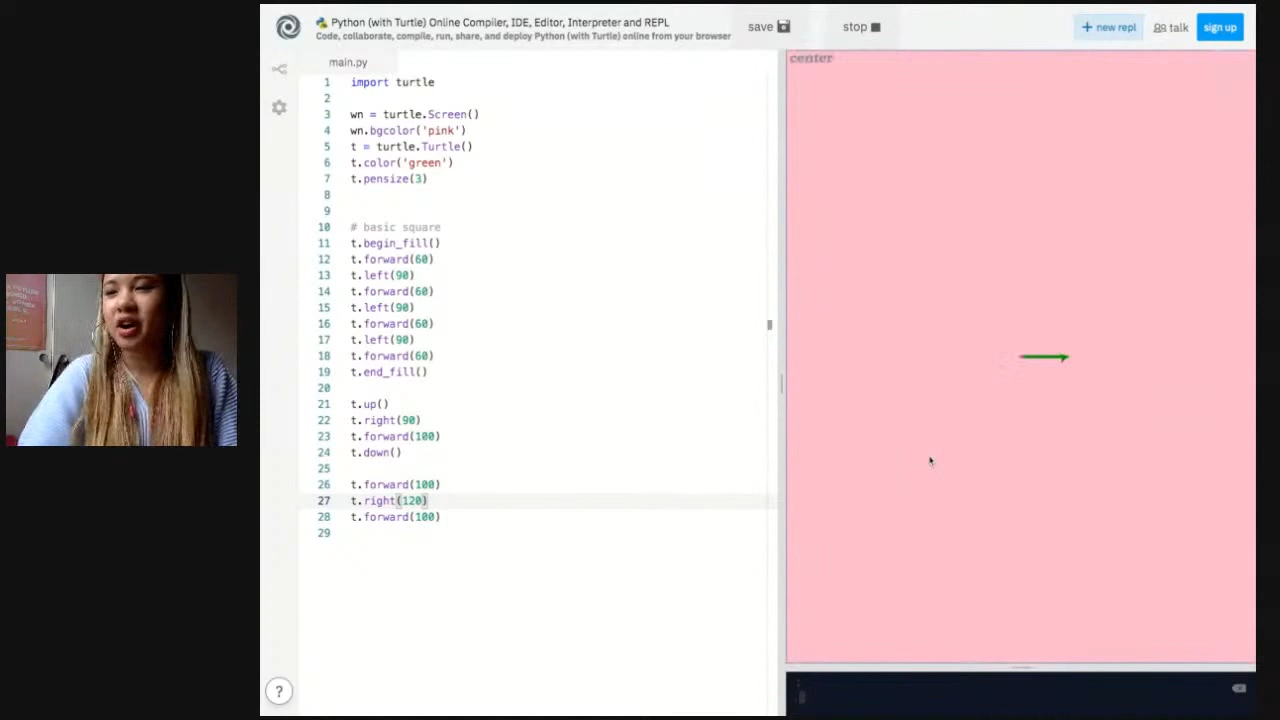 Python (with Turtle) Online Compiler, IDE, Editor, Interpreter and REPL
Code, collaborate, compile, run, share, and deploy Python (with Turtle) online from your browser
save
stop
+ new repl
talk
sign up
main.py
center
1 import turtle
2
3 wn = turtle.Screen()
4 wn.bgcolor('pink')
5 t = turtle.Turtle()
6 t.color('green')
7 t.pensize(3)
8
9
10 # basic square
11 t.begin_fill()
12 t.forward(60)
13 t.left(90)
14 t.forward(60)
15 t.left(90)
16 t.forward(60)
17 t.left(90)
18 t.forward(60)
19 t.end_fill()
20
21 t.up()
22 t.right(90)
23 t.forward(100)
24 t.down()
25
26 t.forward(100)
27 t.right(120)
28 t.forward(100)
29
?